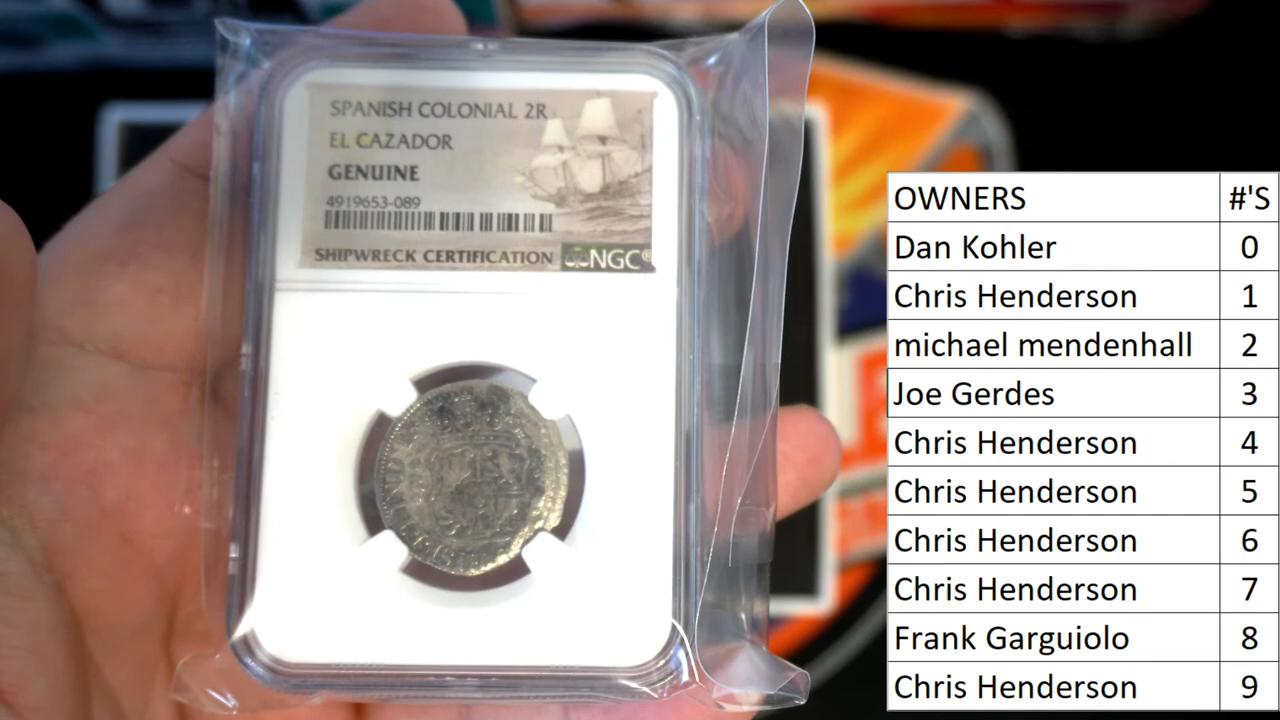 SPANISH COLONIAL 2R
EL CAZADOR
GENUINE
4919653-089
SHIPWRECK CERTIFICATION NGC®
OWNERS #'S
Dan Kohler 0
Chris Henderson 1
michael mendenhall 2
Joe Gerdes 3
Chris Henderson 4
Chris Henderson 5
Chris Henderson 6
Chris Henderson 7
Frank Garguiolo 8
Chris Henderson 9